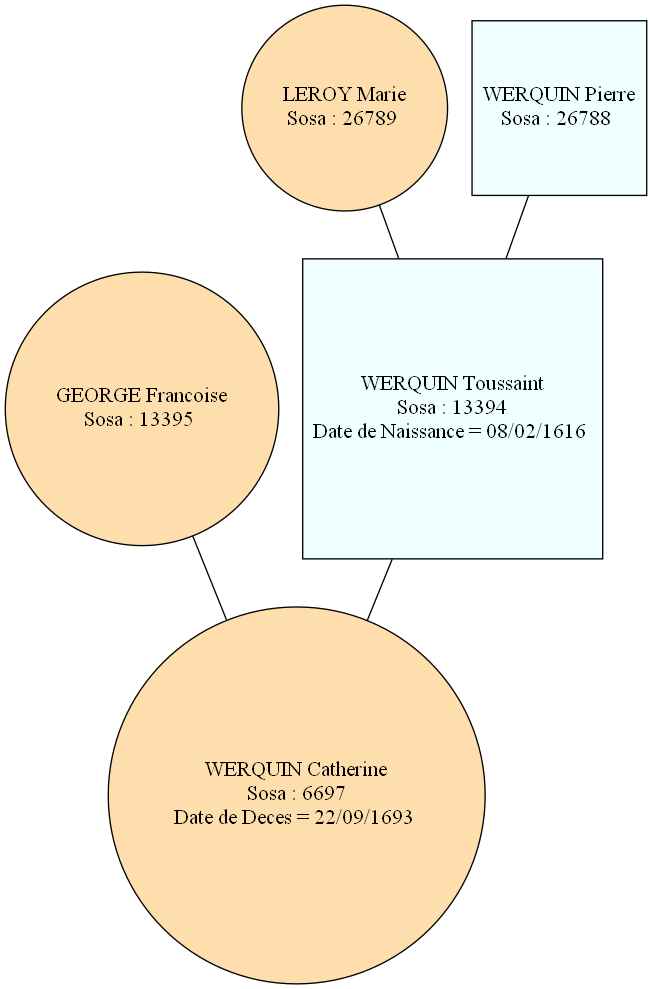 LEROY Marie
Sosa : 26789
WERQUIN Pierre
Sosa : 26788
GEORGE Francoise
Sosa : 13395
WERQUIN Toussaint
Sosa : 13394
Date de Naissance = 08/02/1616
WERQUIN Catherine
Sosa : 6697
Date de Deces = 22/09/1693